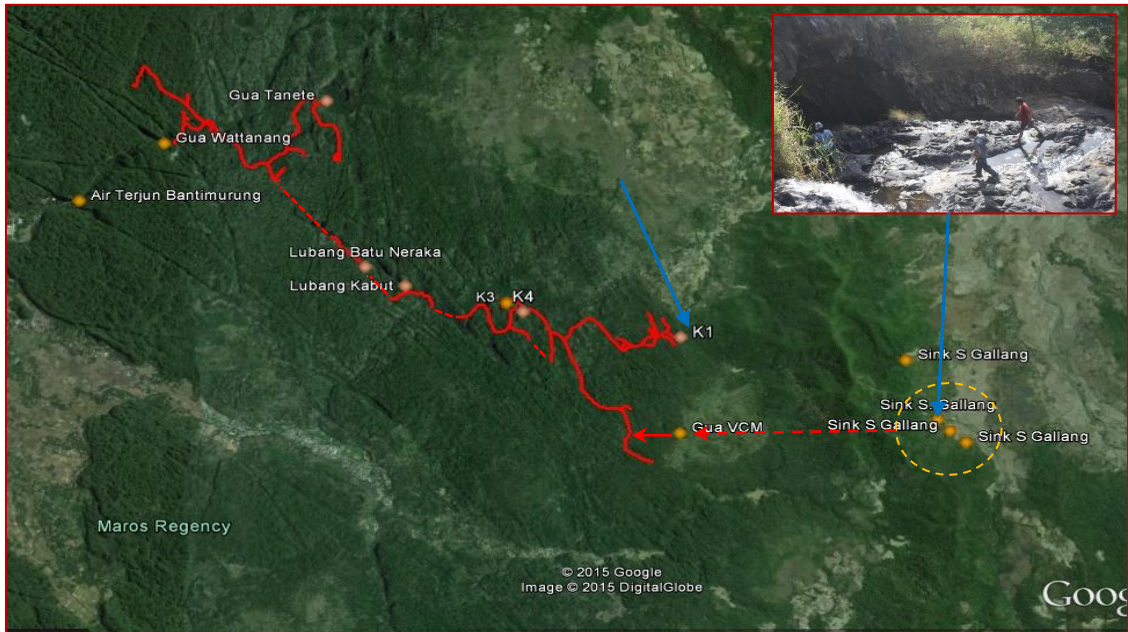 Gua Tanete
Gua Wattanang
Air Terjun Bantimurung
Lubang Batu Neraka
Lubang Kabut
K3
K4
K1
Sink S Gallang
Sink S. Gallang
Sink S Gallang
Sink S Gallang
Gua VCM
Maros Regency
© 2015 Google
Image © 2015 DigitalGlobe
Goog